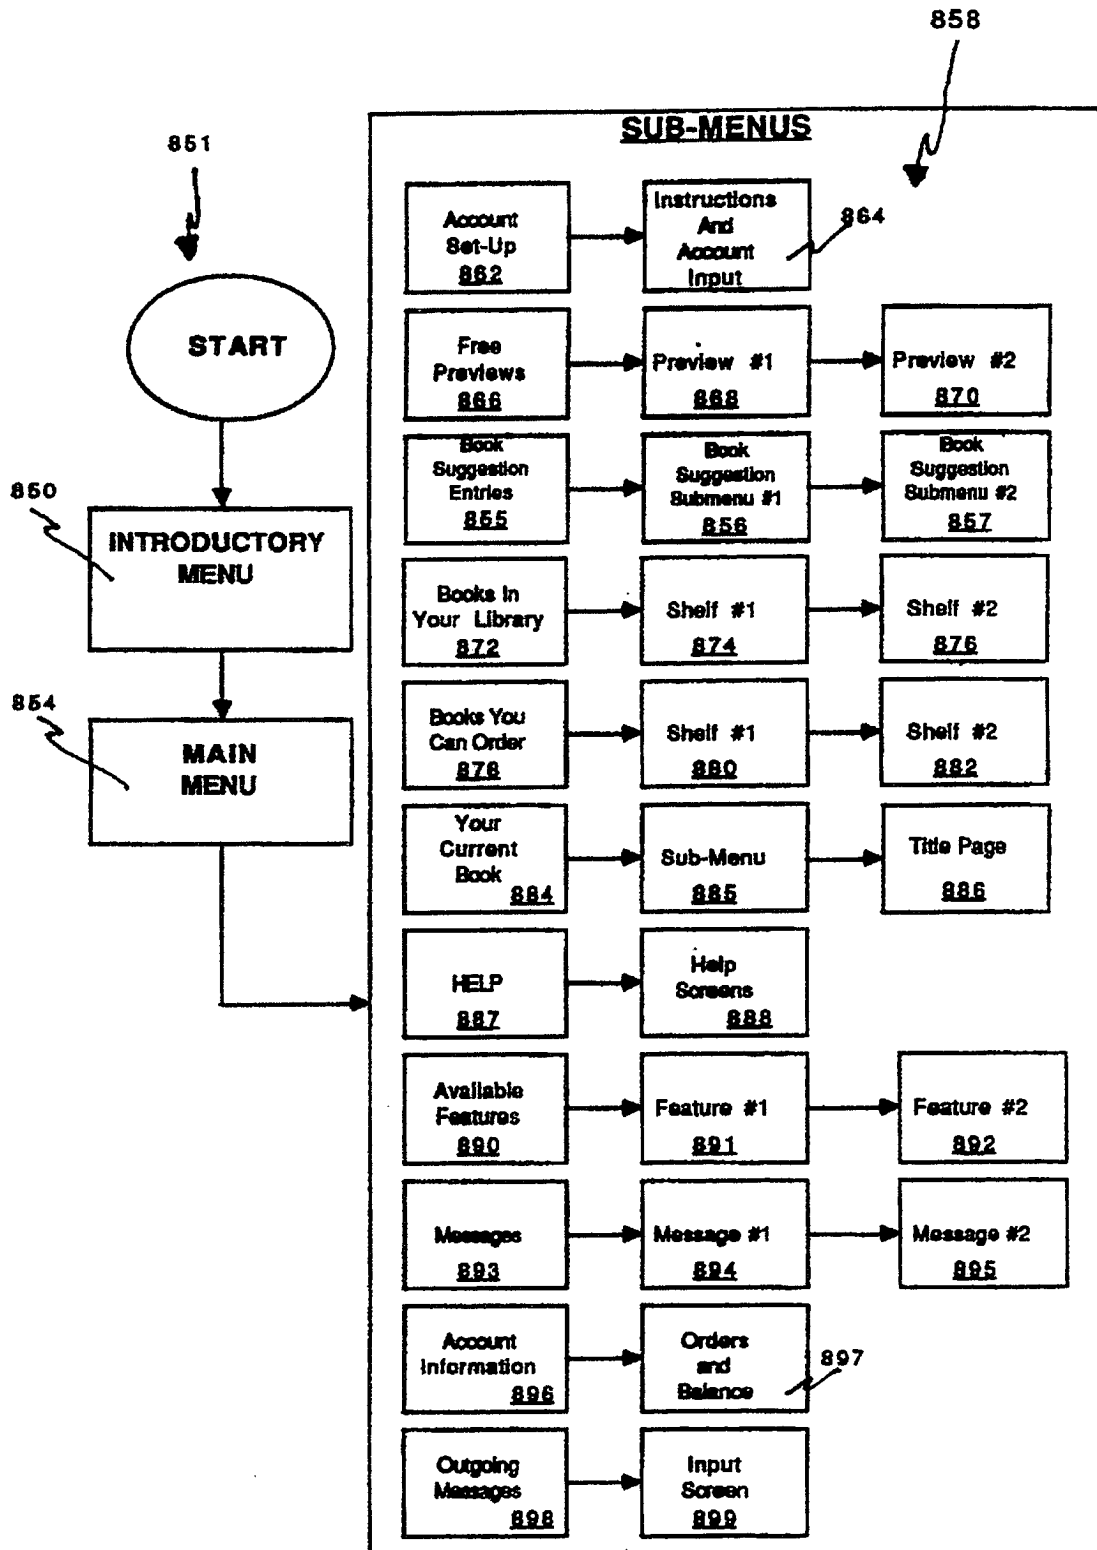 858
SUB-MENUS
851
START
850
INTRODUCTORY
MENU
854
MAIN
MENU
Account
Set-Up
862
Instructions
And
Account
Input
864
Free
Previews
866
Preview #1
868
Preview #2
870
Book
Suggestion
Entries
855
Book
Suggestion
Submenu #1
856
Book
Suggestion
Submenu #2
857
Books In
Your Library
872
Shelf #1
874
Shelf #2
876
Books You
Can Order
878
Shelf #1
880
Shelf #2
882
Your
Current
Book
884
Sub-Menu
885
Title Page
886
HELP
887
Help
Screens
888
Available
Features
890
Feature #1
891
Feature #2
892
Messages
893
Message #1
894
Message #2
895
Account
Information
896
Orders
and
Balance
897
Outgoing
Messages
898
Input
Screen
899